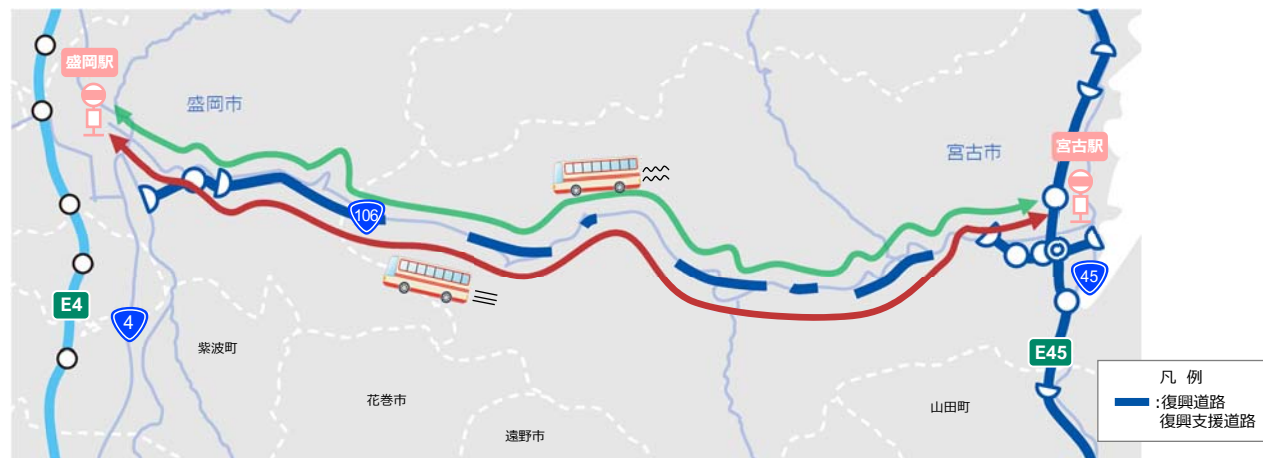 盛岡駅
盛岡市
宮古市
宮古駅
106
45
E4
4
紫波町
花巻市
遠野市
山田町
E45
凡 例
:復興道路
復興支援道路